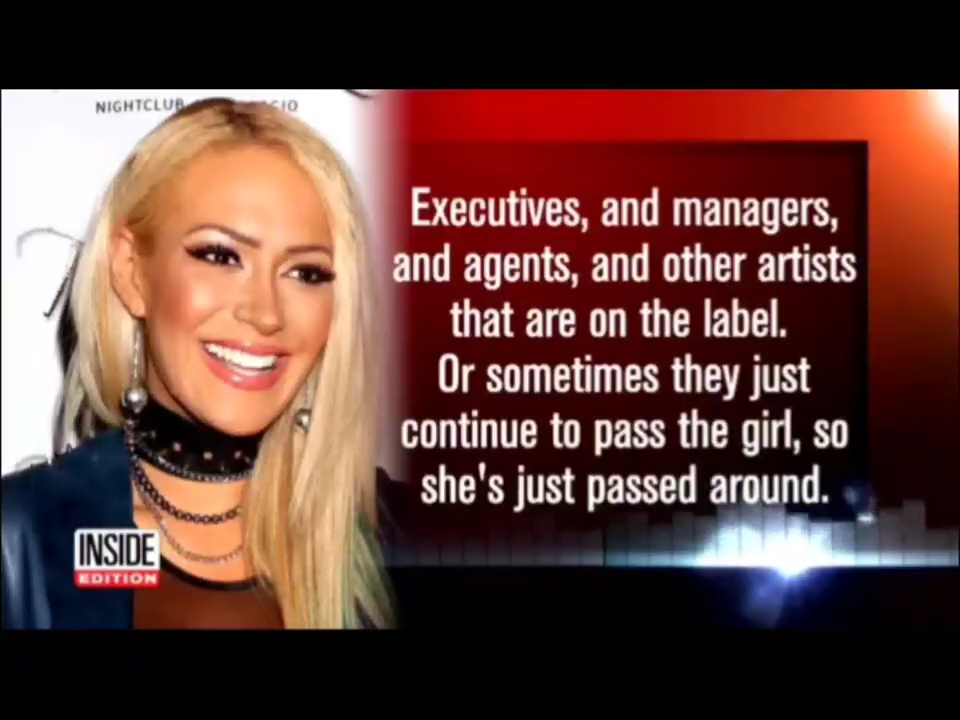 NIGHTCLUB
Executives, and managers,
and agents, and other artists
that are on the label.
Or sometimes they just
continue to pass the girl, so
she's just passed around.
INSIDE
EDITION